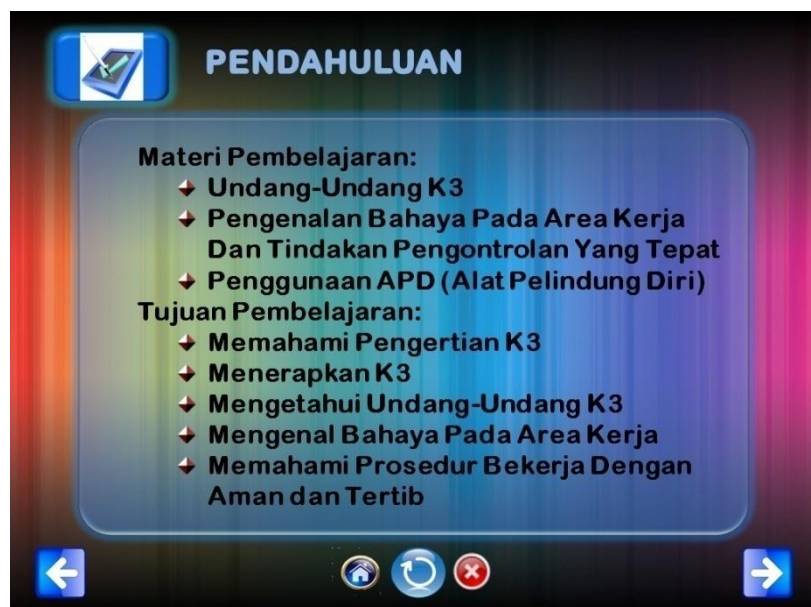 PENDAHULUAN
Materi Pembelajaran:
Undang-Undang K3
Pengenalan Bahaya Pada Area Kerja
Dan Tindakan Pengontrolan Yang Tepat
Penggunaan APD (Alat Pelindung Diri)
Tujuan Pembelajaran:
Memahami Pengertian K3
Menerapkan K3
Mengetahui Undang-Undang K3
Mengenal Bahaya Pada Area Kerja
Memahami Prosedur Bekerja Dengan
Aman dan Tertib